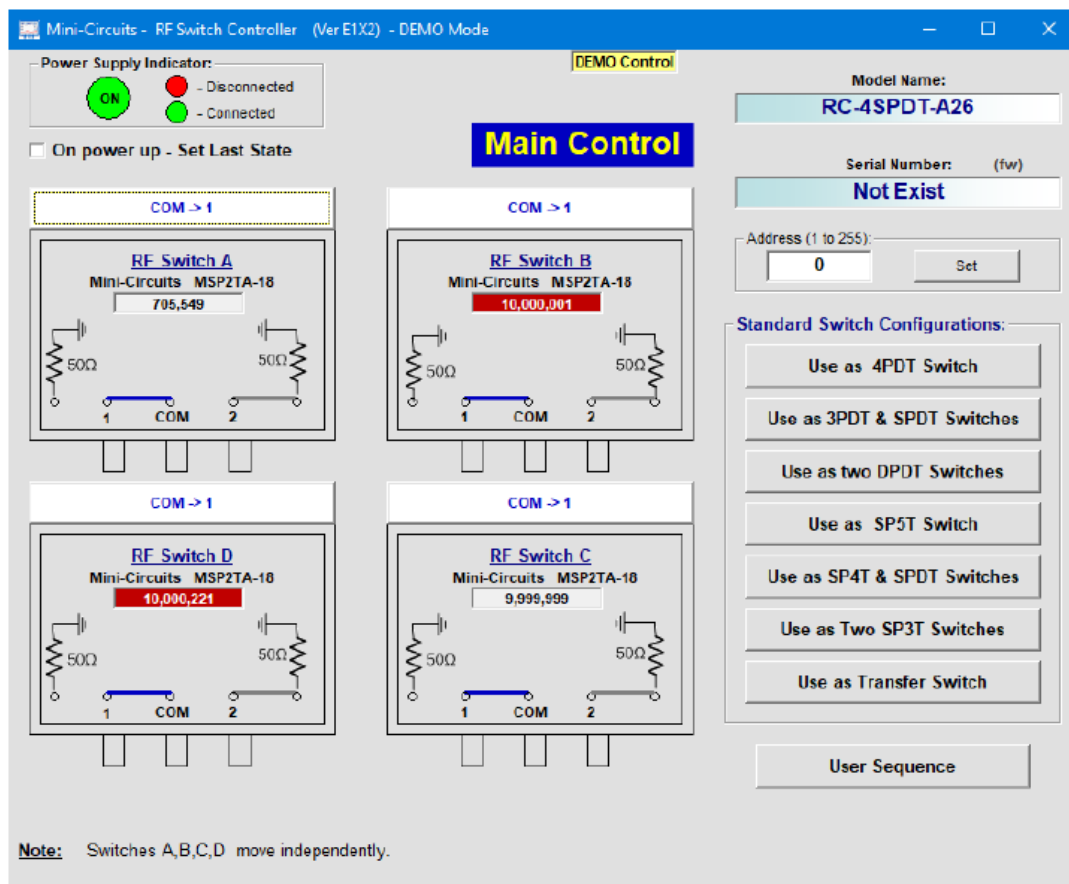 Mini-Circuits - RF Switch Controller (Ver E1X2) - DEMO Mode
Power Supply Indicator:
ON
- Disconnected
- Connected
DEMO Control
On power up - Set Last State
Main Control
Model Name:
RC-4SPDT-A26
Serial Number: (fw)
Not Exist
Address (1 to 255):
0 Set
COM -> 1
RF Switch A
Mini-Circuits MSP2TA-18
705,549
50Ω 50Ω
1 COM 2
COM -> 1
RF Switch B
Mini-Circuits MSP2TA-18
10,000,001
50Ω 50Ω
1 COM 2
COM -> 1
RF Switch D
Mini-Circuits MSP2TA-18
10,000,221
50Ω 50Ω
1 COM 2
COM -> 1
RF Switch C
Mini-Circuits MSP2TA-18
9,999,999
50Ω 50Ω
1 COM 2
Standard Switch Configurations:
Use as 4PDT Switch
Use as 3PDT & SPDT Switches
Use as two DPDT Switches
Use as SP5T Switch
Use as SP4T & SPDT Switches
Use as Two SP3T Switches
Use as Transfer Switch
User Sequence
Note: Switches A,B,C,D move independently.